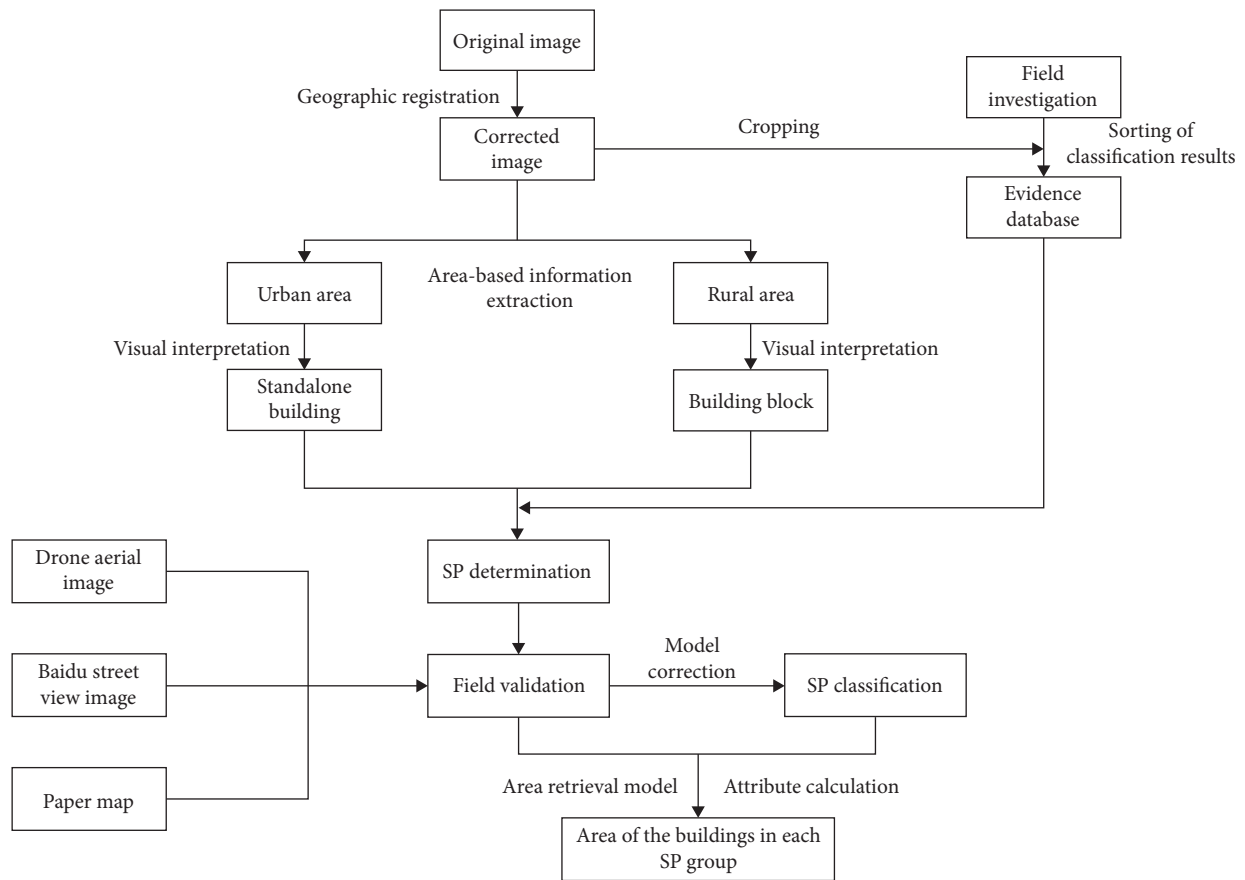 Original image
Geographic registration
Field
investigation
Corrected
image
Cropping
Sorting of
classification results
Evidence
database
Urban area
Area-based information
extraction
Rural area
Visual interpretation
Visual interpretation
Standalone
building
Building block
Drone aerial
image
SP determination
Baidu street
view image
Field validation
Model
correction
SP classification
Paper map
Area retrieval model
Attribute calculation
Area of the buildings in each
SP group